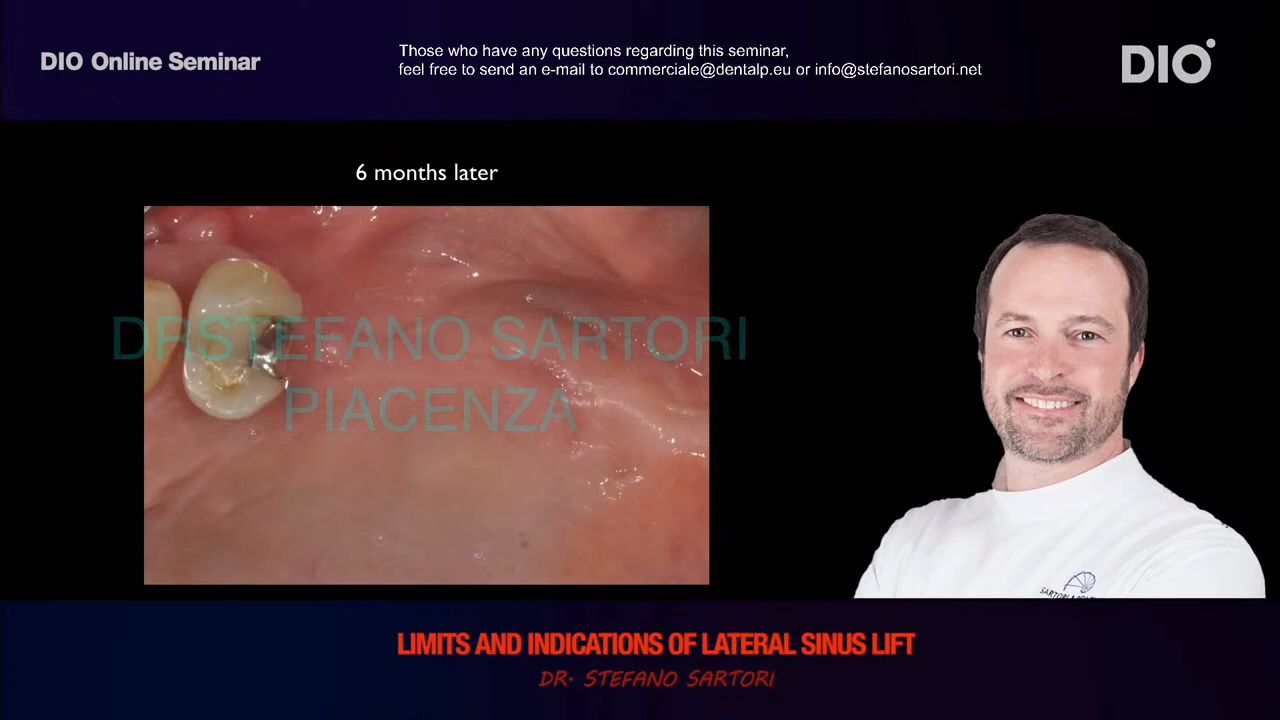 DIO Online Seminar
Those who have any questions regarding this seminar,
feel free to send an e-mail to commerciale@dentalp.eu or info@stefanosartori.net
DIO
6 months later
DRSTEFANO SARTORI
PIACENZA
LIMITS AND INDICATIONS OF LATERAL SINUS LIFT
DR. STEFANO SARTORI